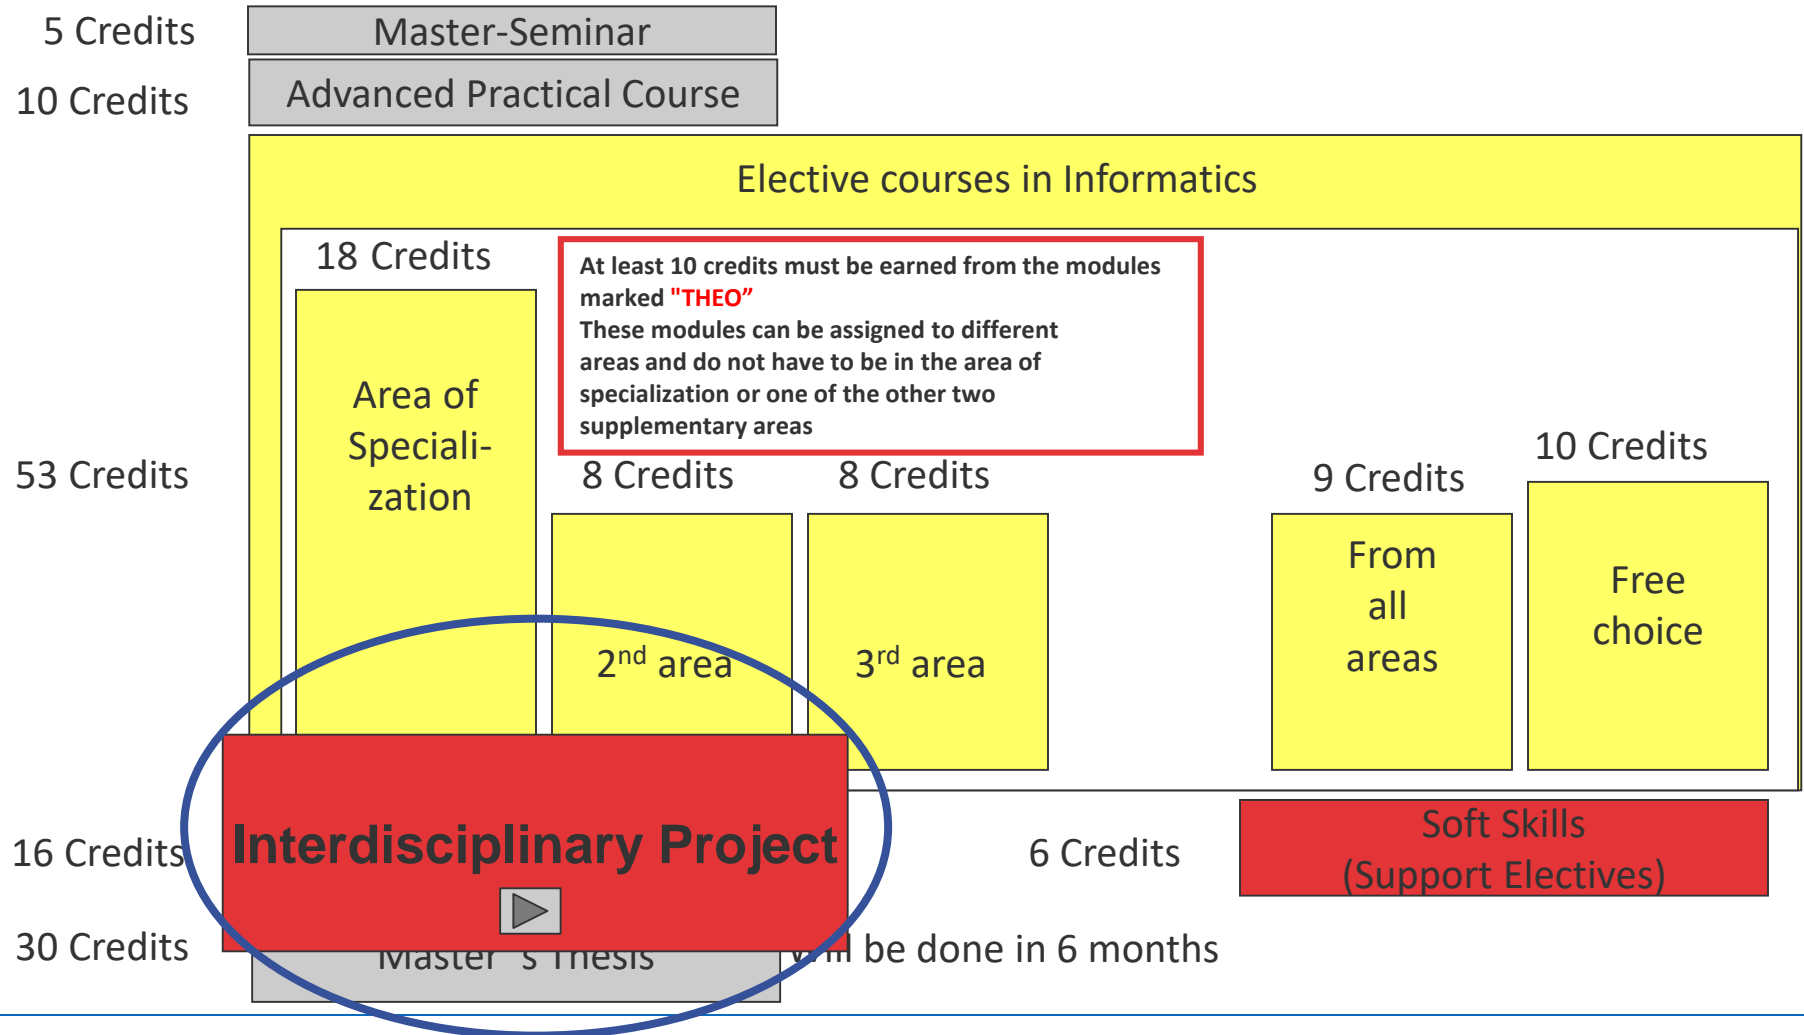 5 Credits
Master-Seminar
10 Credits
Advanced Practical Course
Elective courses in Informatics
53 Credits
18 Credits
Area of
Speciali-
zation
At least 10 credits must be earned from the modules
marked "THEO”
These modules can be assigned to different
areas and do not have to be in the area of
specialization or one of the other two
supplementary areas
8 Credits
2nd area
8 Credits
3rd area
9 Credits
From
all
areas
10 Credits
Free
choice
16 Credits
Interdisciplinary Project
6 Credits
Soft Skills
(Support Electives)
30 Credits
Master´s Thesis
Will be done in 6 months